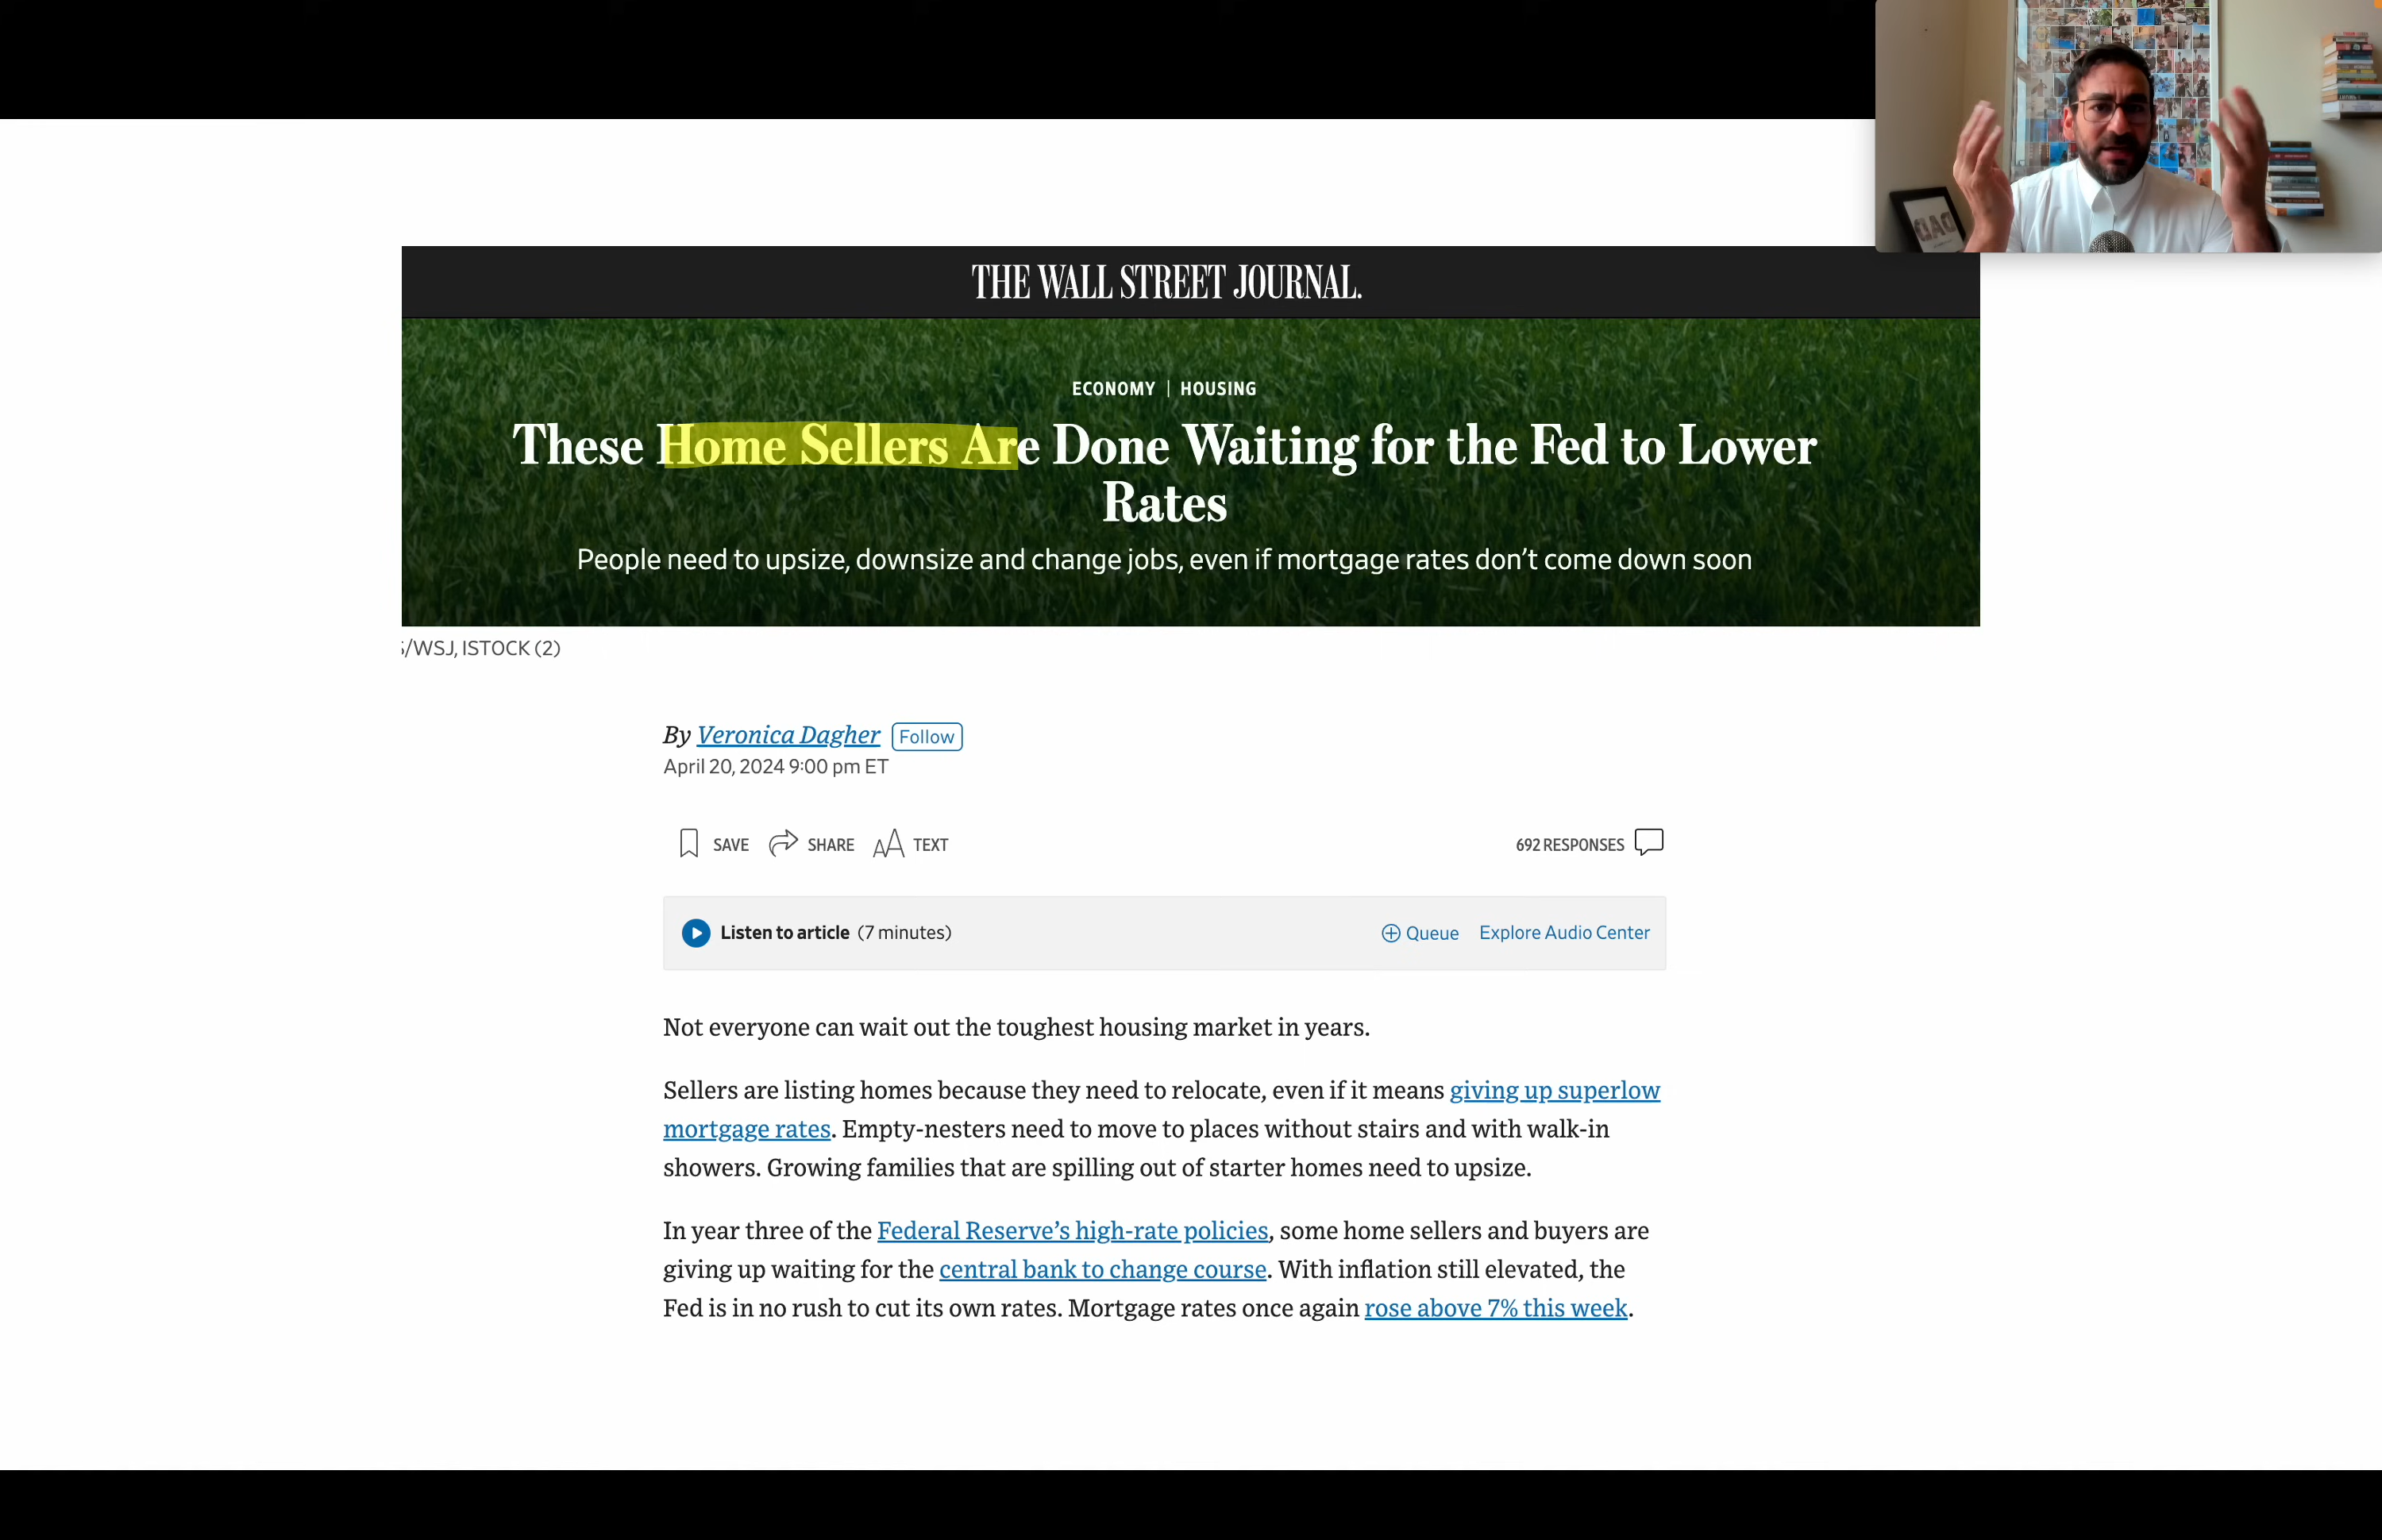 THE WALL STREET JOURNAL.
ECONOMY | HOUSING
These Home Sellers Are Done Waiting for the Fed to Lower
Rates
People need to upsize, downsize and change jobs, even if mortgage rates don’t come down soon
/WSJ, ISTOCK (2)
By Veronica Dagher Follow
April 20, 2024 9:00 pm ET
SAVE SHARE AA TEXT 692 RESPONSES
Listen to article (7 minutes) Queue Explore Audio Center
Not everyone can wait out the toughest housing market in years.
Sellers are listing homes because they need to relocate, even if it means giving up superlow
mortgage rates. Empty-nesters need to move to places without stairs and with walk-in
showers. Growing families that are spilling out of starter homes need to upsize.
In year three of the Federal Reserve’s high-rate policies, some home sellers and buyers are
giving up waiting for the central bank to change course. With inflation still elevated, the
Fed is in no rush to cut its own rates. Mortgage rates once again rose above 7% this week.
DAD